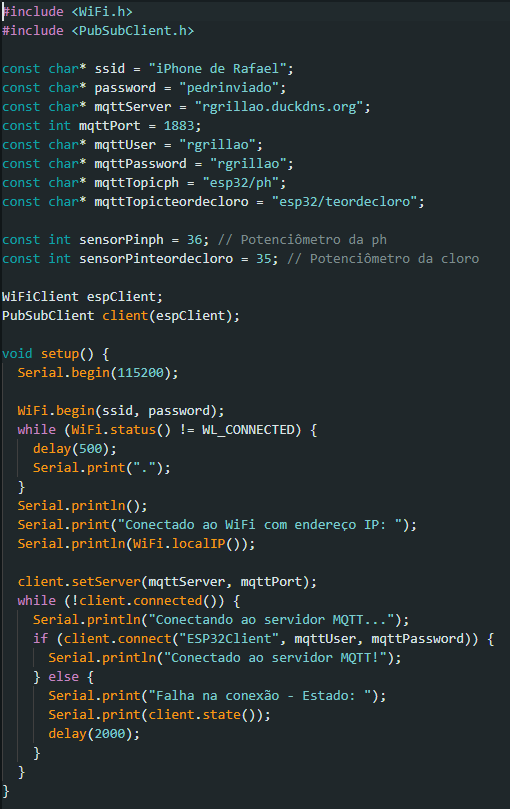 #include <WiFi.h>
#include <PubSubClient.h>

const char* ssid = "iPhone de Rafael";
const char* password = "pedrinviado";
const char* mqttServer = "rgrillao.duckdns.org";
const int mqttPort = 1883;
const char* mqttUser = "rgrillao";
const char* mqttPassword = "rgrillao";
const char* mqttTopicph = "esp32/ph";
const char* mqttTopicteordecloro = "esp32/teordecloro";

const int sensorPinph = 36; // Potenciômetro da ph
const int sensorPinteordecloro = 35; // Potenciômetro da cloro

WiFiClient espClient;
PubSubClient client(espClient);

void setup() {
  Serial.begin(115200);

  WiFi.begin(ssid, password);
  while (WiFi.status() != WL_CONNECTED) {
    delay(500);
    Serial.print(".");
  }
  Serial.println();
  Serial.print("Conectado ao WiFi com endereço IP: ");
  Serial.println(WiFi.localIP());

  client.setServer(mqttServer, mqttPort);
  while (!client.connected()) {
    Serial.println("Conectando ao servidor MQTT...");
    if (client.connect("ESP32Client", mqttUser, mqttPassword)) {
      Serial.println("Conectado ao servidor MQTT!");
    } else {
      Serial.print("Falha na conexão - Estado: ");
      Serial.print(client.state());
      delay(2000);
    }
  }
}